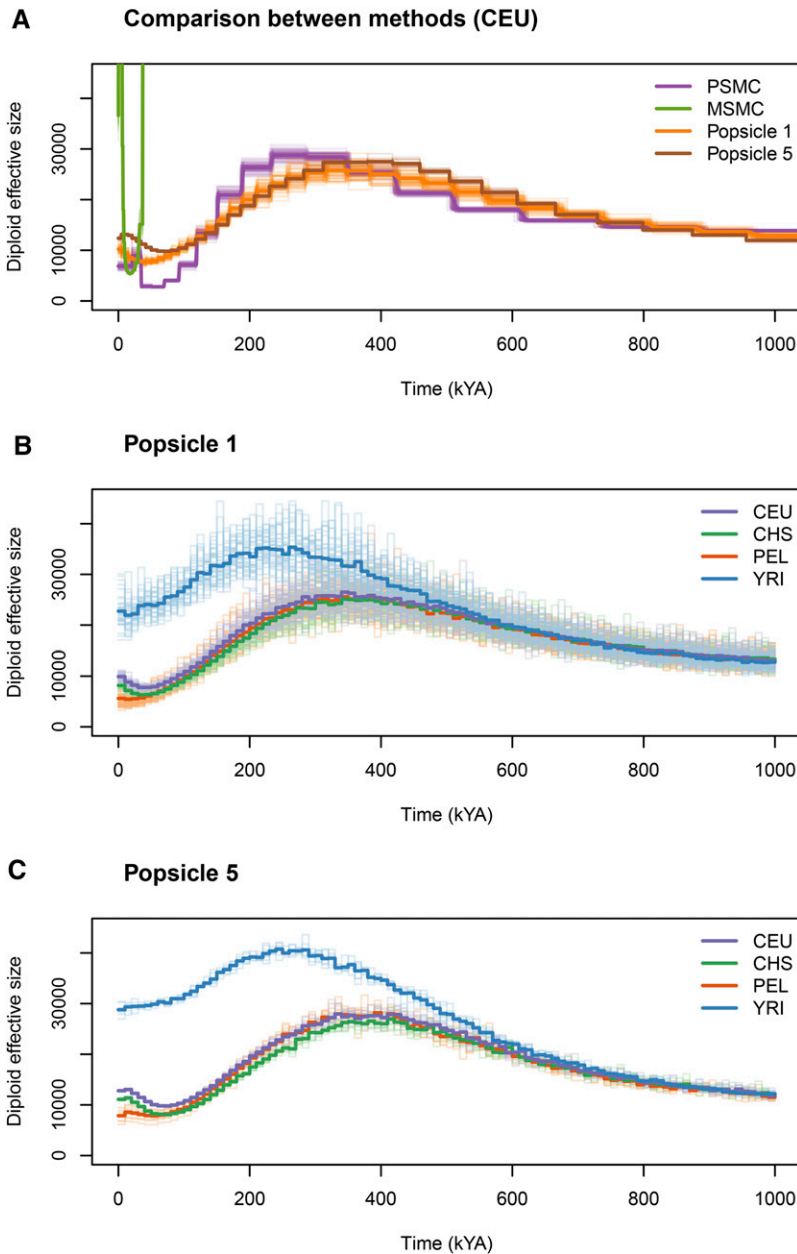 A Comparison between methods (CEU)
Diploid effective size
0 10000 30000
PSMC
MSMC
Popsicle 1
Popsicle 5
0 200 400 600 800 1000
Time (kYA)
B Popsicle 1
Diploid effective size
0 10000 30000
CEU
CHS
PEL
YRI
0 200 400 600 800 1000
Time (kYA)
C Popsicle 5
Diploid effective size
0 10000 30000
CEU
CHS
PEL
YRI
0 200 400 600 800 1000
Time (kYA)